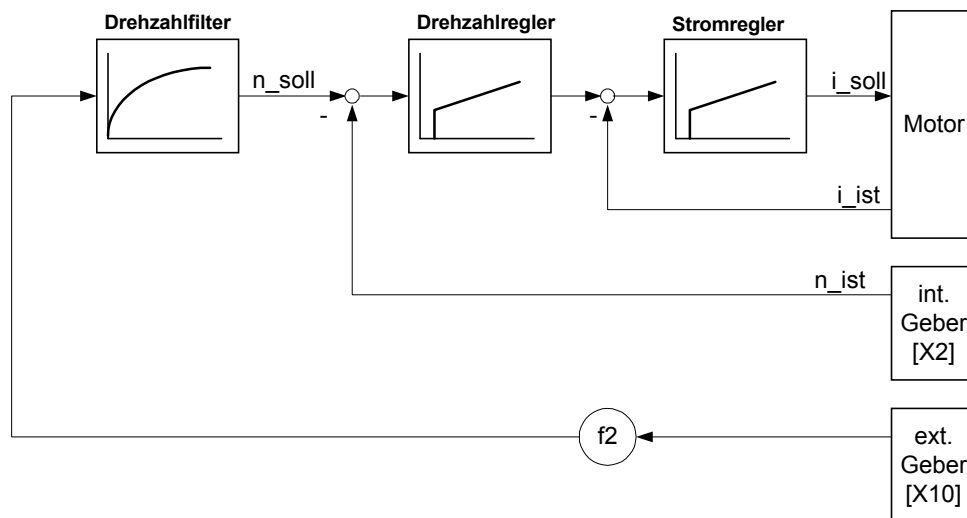 Drehzahlfilter
Drehzahlregler
Stromregler
n_soll
i_soll
-
-
Motor
i_ist
n_ist
int.
Geber
[X2]
f2
ext.
Geber
[X10]